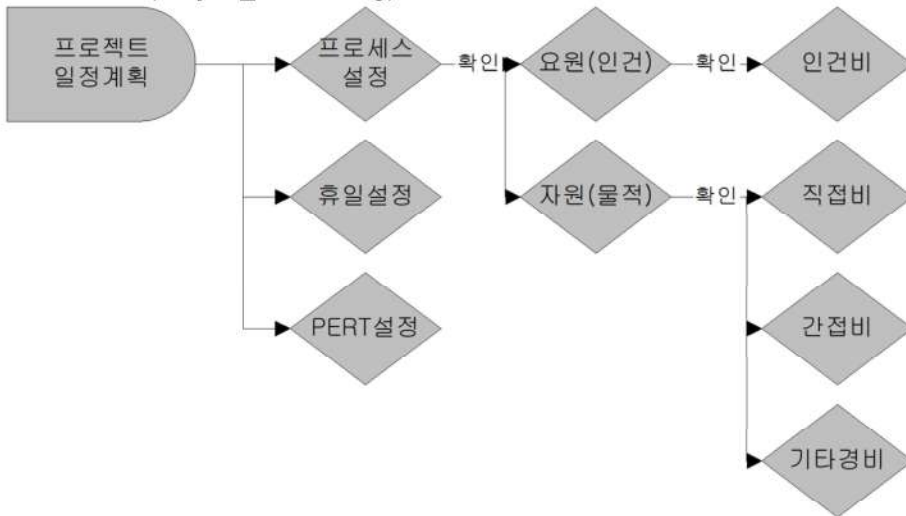 프로젝트
일정계획
프로세스
설정
확인
요원(인건)
확인
인건비
휴일설정
자원(물적)
확인
직접비
PERT설정
간접비
기타경비